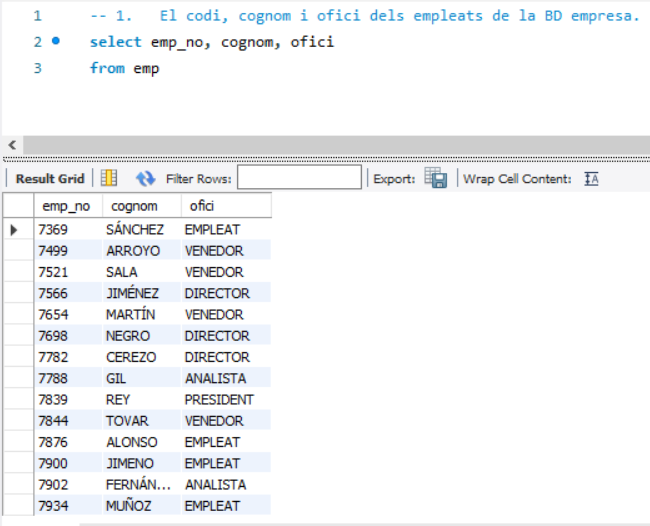 1 -- 1. El codi, cognom i ofici dels empleats de la BD empresa.
2 select emp_no, cognom, ofici
3 from emp
Result Grid Filter Rows: Export: Wrap Cell Content: IA
emp_no cognom ofici
7369 SÁNCHEZ EMPLEAT
7499 ARROYO VENEDOR
7521 SALA VENEDOR
7566 JIMÉNEZ DIRECTOR
7654 MARTÍN VENEDOR
7698 NEGRO DIRECTOR
7782 CEREZO DIRECTOR
7788 GIL ANALISTA
7839 REY PRESIDENT
7844 TOVAR VENEDOR
7876 ALONSO EMPLEAT
7900 JIMENO EMPLEAT
7902 FERNÁN... ANALISTA
7934 MUÑOZ EMPLEAT